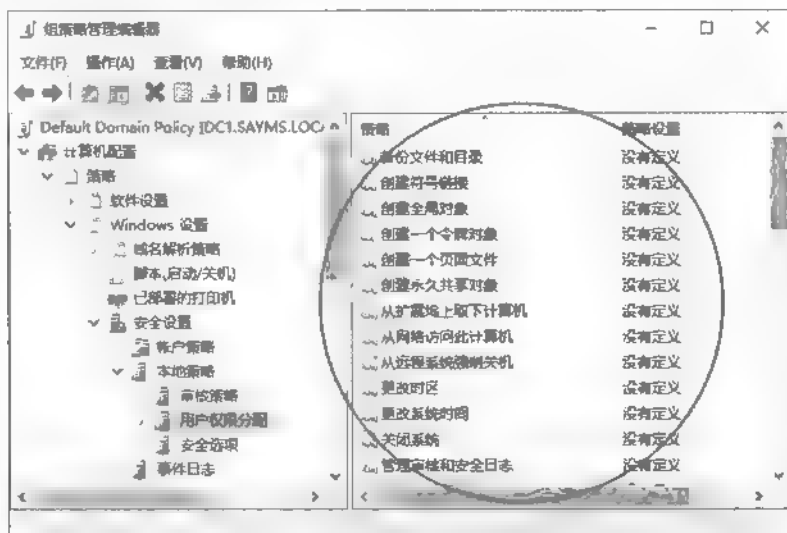 组策略管理编辑器
文件(F) 操作(A) 查看(V) 帮助(H)
Default Domain Policy [DC1.SAYMS.LOC
计算机配置
策略
软件设置
Windows 设置
域名解析策略
脚本(启动/关机)
已部署的打印机
安全设置
帐户策略
本地策略
审核策略
用户权限分配
安全选项
事件日志
策略 策略设置
备份文件和目录 没有定义
创建符号链接 没有定义
创建全局对象 没有定义
创建一个令牌对象 没有定义
创建一个页面文件 没有定义
创建永久共享对象 没有定义
从扩展坞上取下计算机 没有定义
从网络访问此计算机 没有定义
从远程系统强制关机 没有定义
更改时区 没有定义
更改系统时间 没有定义
关闭系统 没有定义
管理审核和安全日志 没有定义